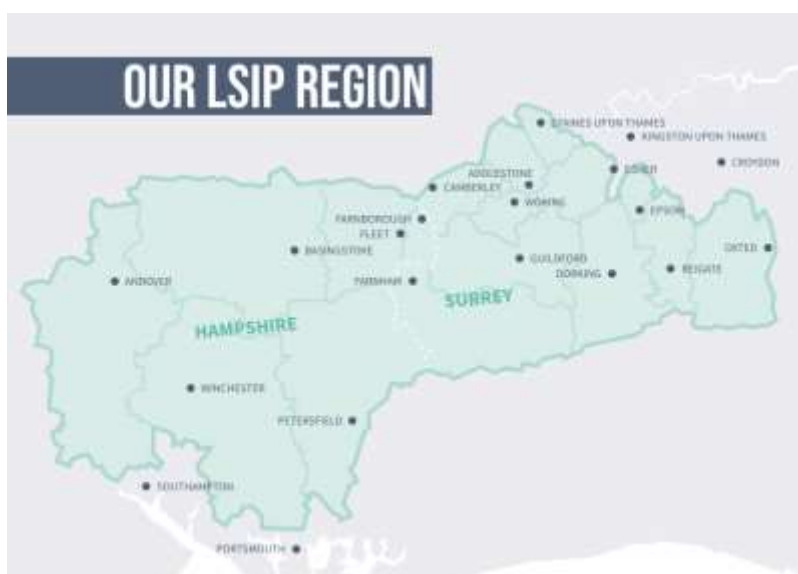 OUR LSIP REGION
STAINES UPON THAMES
KINGSTON UPON THAMES
CROYDON
ADDLESTONE
ESHER
CAMBERLEY
WOKING
EPSOM
FARNBOROUGH
FLEET
BASINGSTOKE
GUILDFORD
OXTED
ANDOVER
FARNHAM
DORKING
REIGATE
SURREY
HAMPSHIRE
WINCHESTER
PETERSFIELD
SOUTHAMPTON
PORTSMOUTH